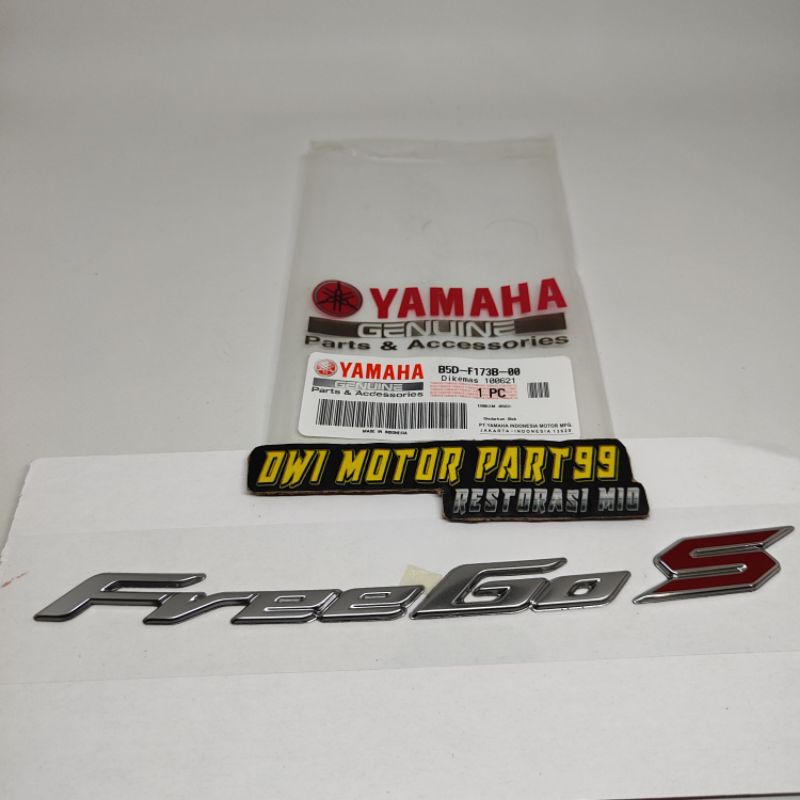 YAMAHA
GENUINE
Parts & Accessories
YAMAHA
GENUINE
Parts & Accessories
MADE IN INDONESIA
B5D-F173B-00
Dikemas 100621
1 PC
PT.YAMAHA INDONESIA MOTOR MFG.
JAKARTA-INDONESIA 13920
DWI MOTOR PART99
RESTORASI MIO
FreeGo S